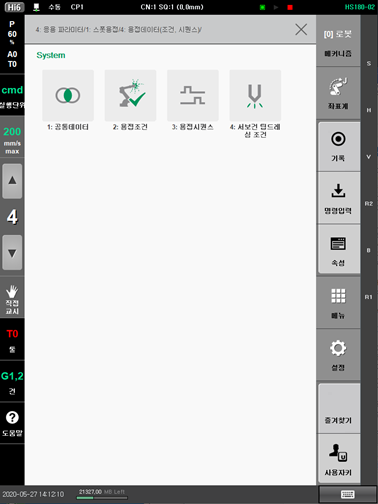 Hi6 수동 CP1 CN:1 SQ:1 (0,0mm) HS180-02
P
60
%
A0
T0
cmd
실행단위
200
mm/s
max
4
직접
교시
T0
툴
G1,2
건
도움말
4: 응용 파라미터/1: 스폿용접/4: 용접데이터(조건, 시퀀스)/
System
1: 공통데이터
2: 용접조건
3: 용접시퀀스
4: 서보건 팁드레
싱 조건
[0] 로봇
메커니즘
좌표계
기록
명령입력
속성
메뉴
설정
즐겨찾기
사용자키
S
H
V
R2
B
R1
2020-05-27 14:12:10 21327,00 MB Left